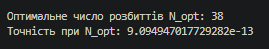 Оптимальне число розбиттів N_opt: 38
Точність при N_opt: 9.094947017729282e-13